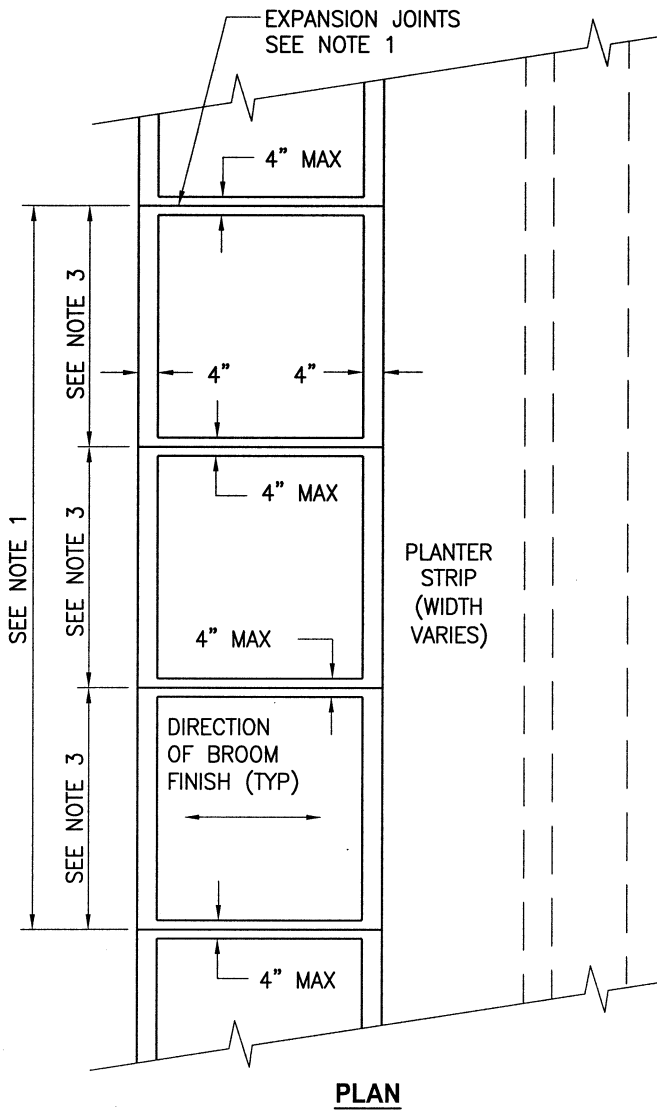 EXPANSION JOINTS
SEE NOTE 1
4" MAX
SEE NOTE 3
4"
4"
4" MAX
SEE NOTE 1
SEE NOTE 3
PLANTER
STRIP
(WIDTH
VARIES)
4" MAX
DIRECTION
OF BROOM
FINISH (TYP)
SEE NOTE 3
4" MAX
PLAN